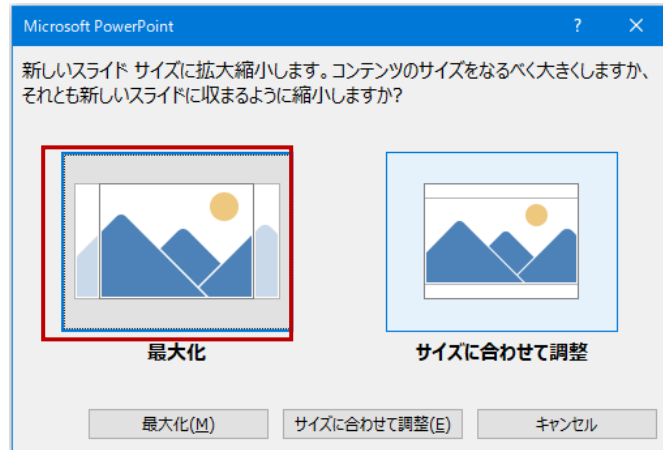 Microsoft PowerPoint
新しいスライド サイズに拡大縮小します。コンテンツのサイズをなるべく大きくしますか、
それとも新しいスライドに収まるように縮小しますか?
最大化
サイズに合わせて調整
最大化(M)
サイズに合わせて調整(E)
キャンセル